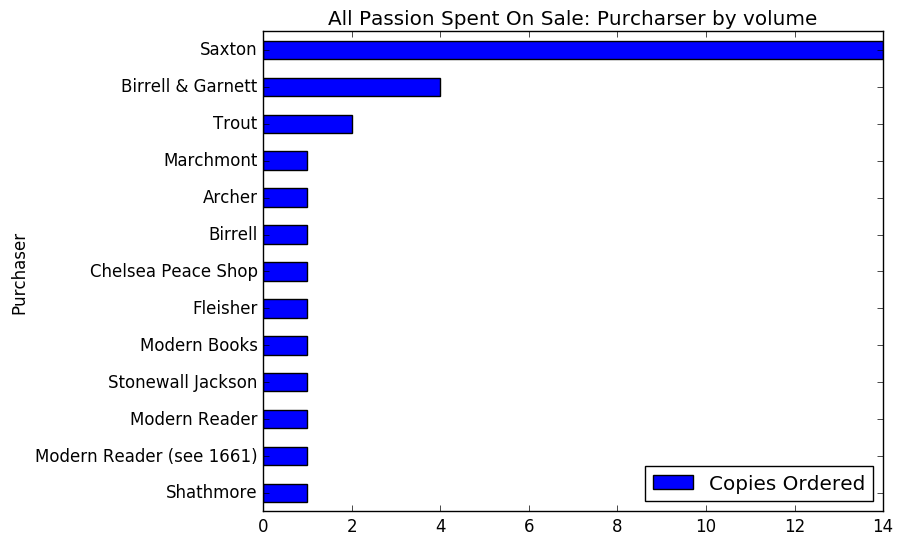 All Passion Spent On Sale: Purcharser by volume
Purchaser
Saxton
Birrell & Garnett
Trout
Marchmont
Archer
Birrell
Chelsea Peace Shop
Fleisher
Modern Books
Stonewall Jackson
Modern Reader
Modern Reader (see 1661)
Shathmore
Copies Ordered
0 2 4 6 8 10 12 14